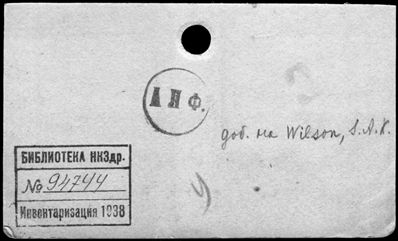 АЛФ.
доб. на Wilson, S.A.K.
БИБЛИОТЕКА НКЗдр.
№ 94744
Инвентаризация 1938